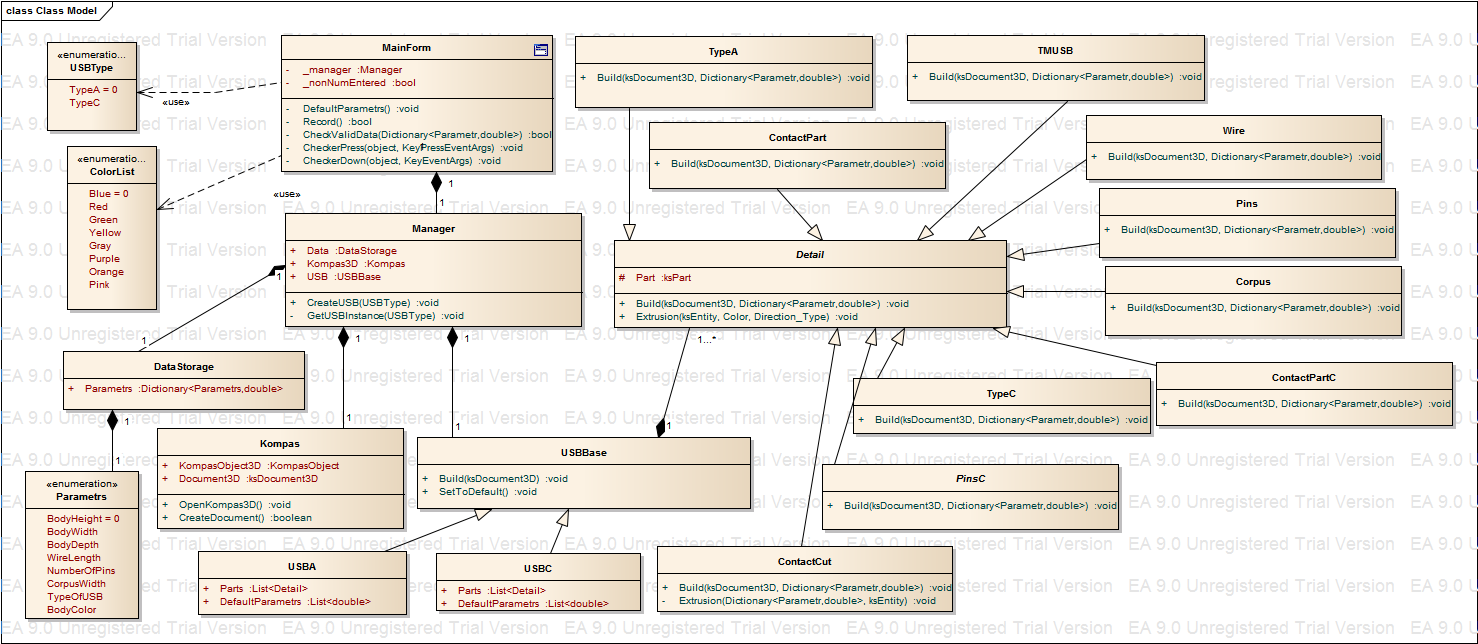 class Class Model
EA 9.0 Unregistered Trial Version
«enumeratio...
USBType
TypeA = 0
TypeC
«use»
«enumeratio...
ColorList
Blue = 0
Red
Green
Yellow
Gray
Purple
Orange
Pink
«use»
MainForm
- _manager :Manager
- _nonNumEntered :bool
- DefaultParametrs() :void
- Record() :bool
- CheckValidData(Dictionary<Parametr,double>) :bool
- CheckerPress(object, KeyPressEventArgs) :void
- CheckerDown(object, KeyEventArgs) :void
1
1
Manager
+ Data :DataStorage
+ Kompas3D :Kompas
+ USB :USBBase
+ CreateUSB(USBType) :void
- GetUSBInstance(USBType) :void
1
1
1
1
DataStorage
+ Parametrs :Dictionary<Parametrs,double>
1
1
«enumeration»
Parametrs
BodyHeight = 0
BodyWidth
BodyDepth
WireLength
NumberOfPins
CorpusWidth
TypeOfUSB
BodyColor
1
Kompas
+ KompasObject3D :KompasObject
+ Document3D :ksDocument3D
+ OpenKompas3D() :void
+ CreateDocument() :boolean
1
USBBase
+ Build(ksDocument3D) :void
+ SetToDefault() :void
1
1...*
USBA
+ Parts :List<Detail>
+ DefaultParametrs :List<double>
USBC
+ Parts :List<Detail>
+ DefaultParametrs :List<double>
TypeA
+ Build(ksDocument3D, Dictionary<Parametr,double>) :void
TMUSB
+ Build(ksDocument3D, Dictionary<Parametr,double>) :void
ContactPart
+ Build(ksDocument3D, Dictionary<Parametr,double>) :void
Wire
+ Build(ksDocument3D, Dictionary<Parametr,double>) :void
Pins
+ Build(ksDocument3D, Dictionary<Parametr,double>) :void
Detail
# Part :ksPart
+ Build(ksDocument3D, Dictionary<Parametr,double>) :void
+ Extrusion(ksEntity, Color, Direction_Type) :void
Corpus
+ Build(ksDocument3D, Dictionary<Parametr,double>) :void
ContactPartC
+ Build(ksDocument3D, Dictionary<Parametr,double>) :void
TypeC
+ Build(ksDocument3D, Dictionary<Parametr,double>) :void
PinsC
+ Build(ksDocument3D, Dictionary<Parametr,double>) :void
ContactCut
+ Build(ksDocument3D, Dictionary<Parametr,double>) :void
- Extrusion(Dictionary<Parametr,double>, ksEntity) :void